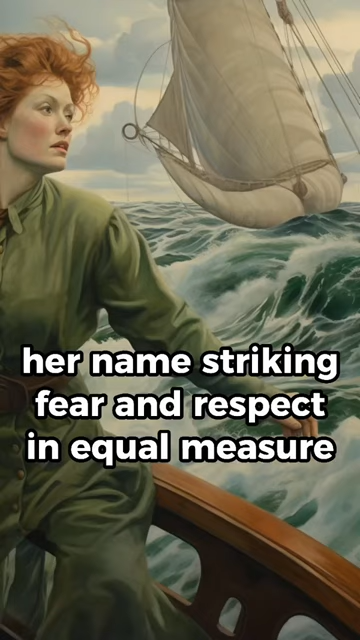 her name striking
fear and respect
in equal measure